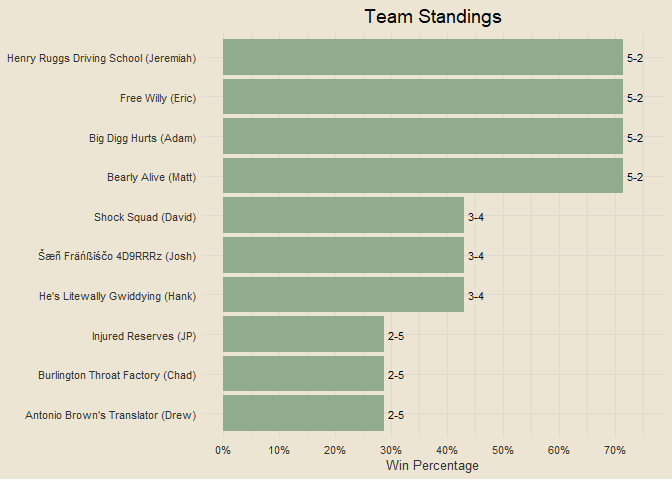 Team Standings
Henry Ruggs Driving School (Jeremiah) 5-2
Free Willy (Eric) 5-2
Big Digg Hurts (Adam) 5-2
Bearly Alive (Matt) 5-2
Shock Squad (David) 3-4
Šæñ Fräńßïśčo 4D9RRRz (Josh) 3-4
He's Litewally Gwiddying (Hank) 3-4
Injured Reserves (JP) 2-5
Burlington Throat Factory (Chad) 2-5
Antonio Brown's Translator (Drew) 2-5
0% 10% 20% 30% 40% 50% 60% 70%
Win Percentage